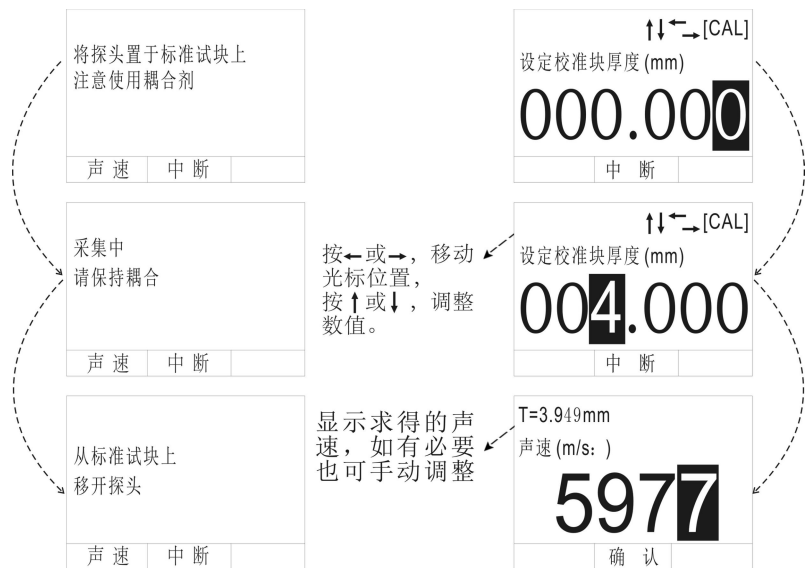 将探头置于标准试块上
注意使用耦合剂
声速 中断
采集中
请保持耦合
声速 中断
从标准试块上
移开探头
声速 中断
↑↓←→[CAL]
设定校准块厚度(mm)
000.000
中断
按←或→，移动
光标位置，
按↑或↓，调整
数值。
↑↓←→[CAL]
设定校准块厚度(mm)
004.000
中断
显示求得的声
速，如有必要
也可手动调整
T=3.949mm
声速(m/s：)
5977
确认